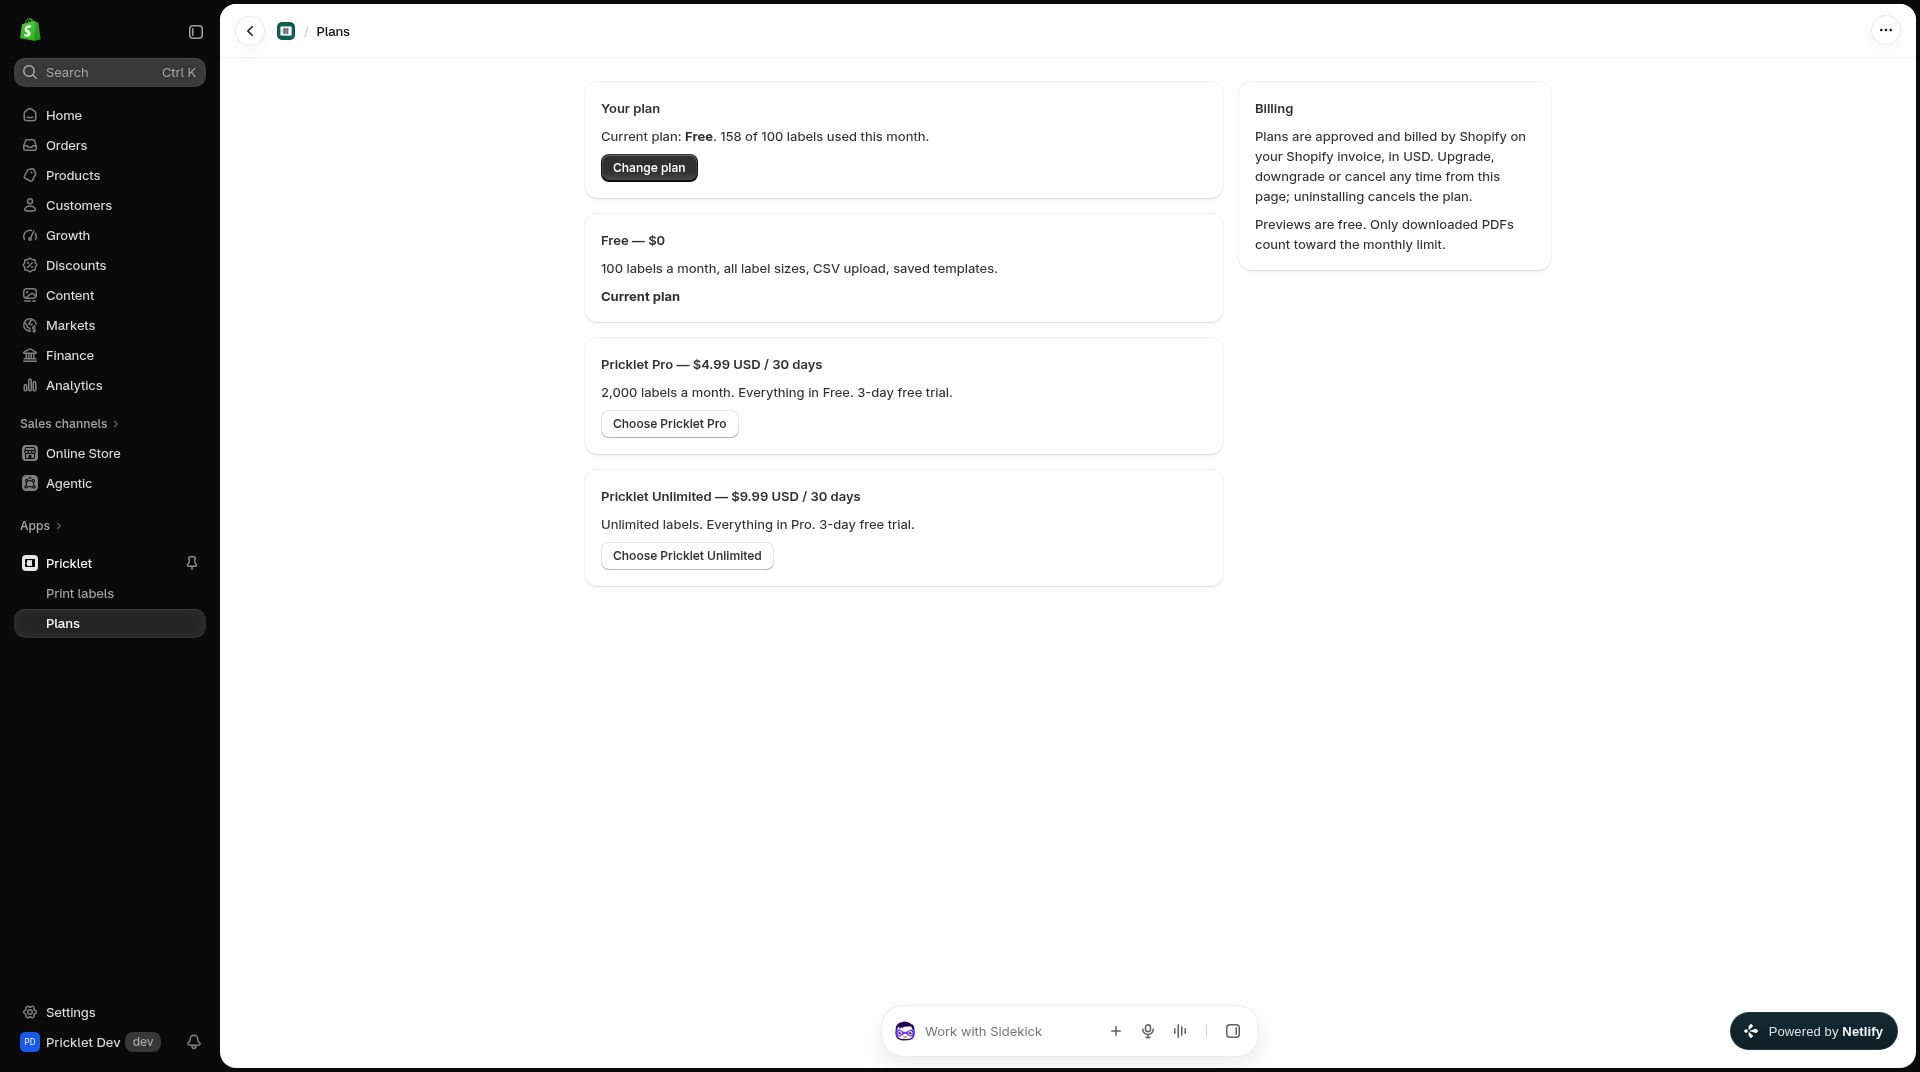 Search Ctrl K
Home
Orders
Products
Customers
Growth
Discounts
Content
Markets
Finance
Analytics
Sales channels
Online Store
Agentic
Apps
Pricklet
Print labels
Plans
Settings
PD Pricklet Dev dev
/ Plans
Your plan
Current plan: Free. 158 of 100 labels used this month.
Change plan
Free — $0
100 labels a month, all label sizes, CSV upload, saved templates.
Current plan
Pricklet Pro — $4.99 USD / 30 days
2,000 labels a month. Everything in Free. 3-day free trial.
Choose Pricklet Pro
Pricklet Unlimited — $9.99 USD / 30 days
Unlimited labels. Everything in Pro. 3-day free trial.
Choose Pricklet Unlimited
Billing
Plans are approved and billed by Shopify on
your Shopify invoice, in USD. Upgrade,
downgrade or cancel any time from this
page; uninstalling cancels the plan.
Previews are free. Only downloaded PDFs
count toward the monthly limit.
Work with Sidekick
Powered by Netlify